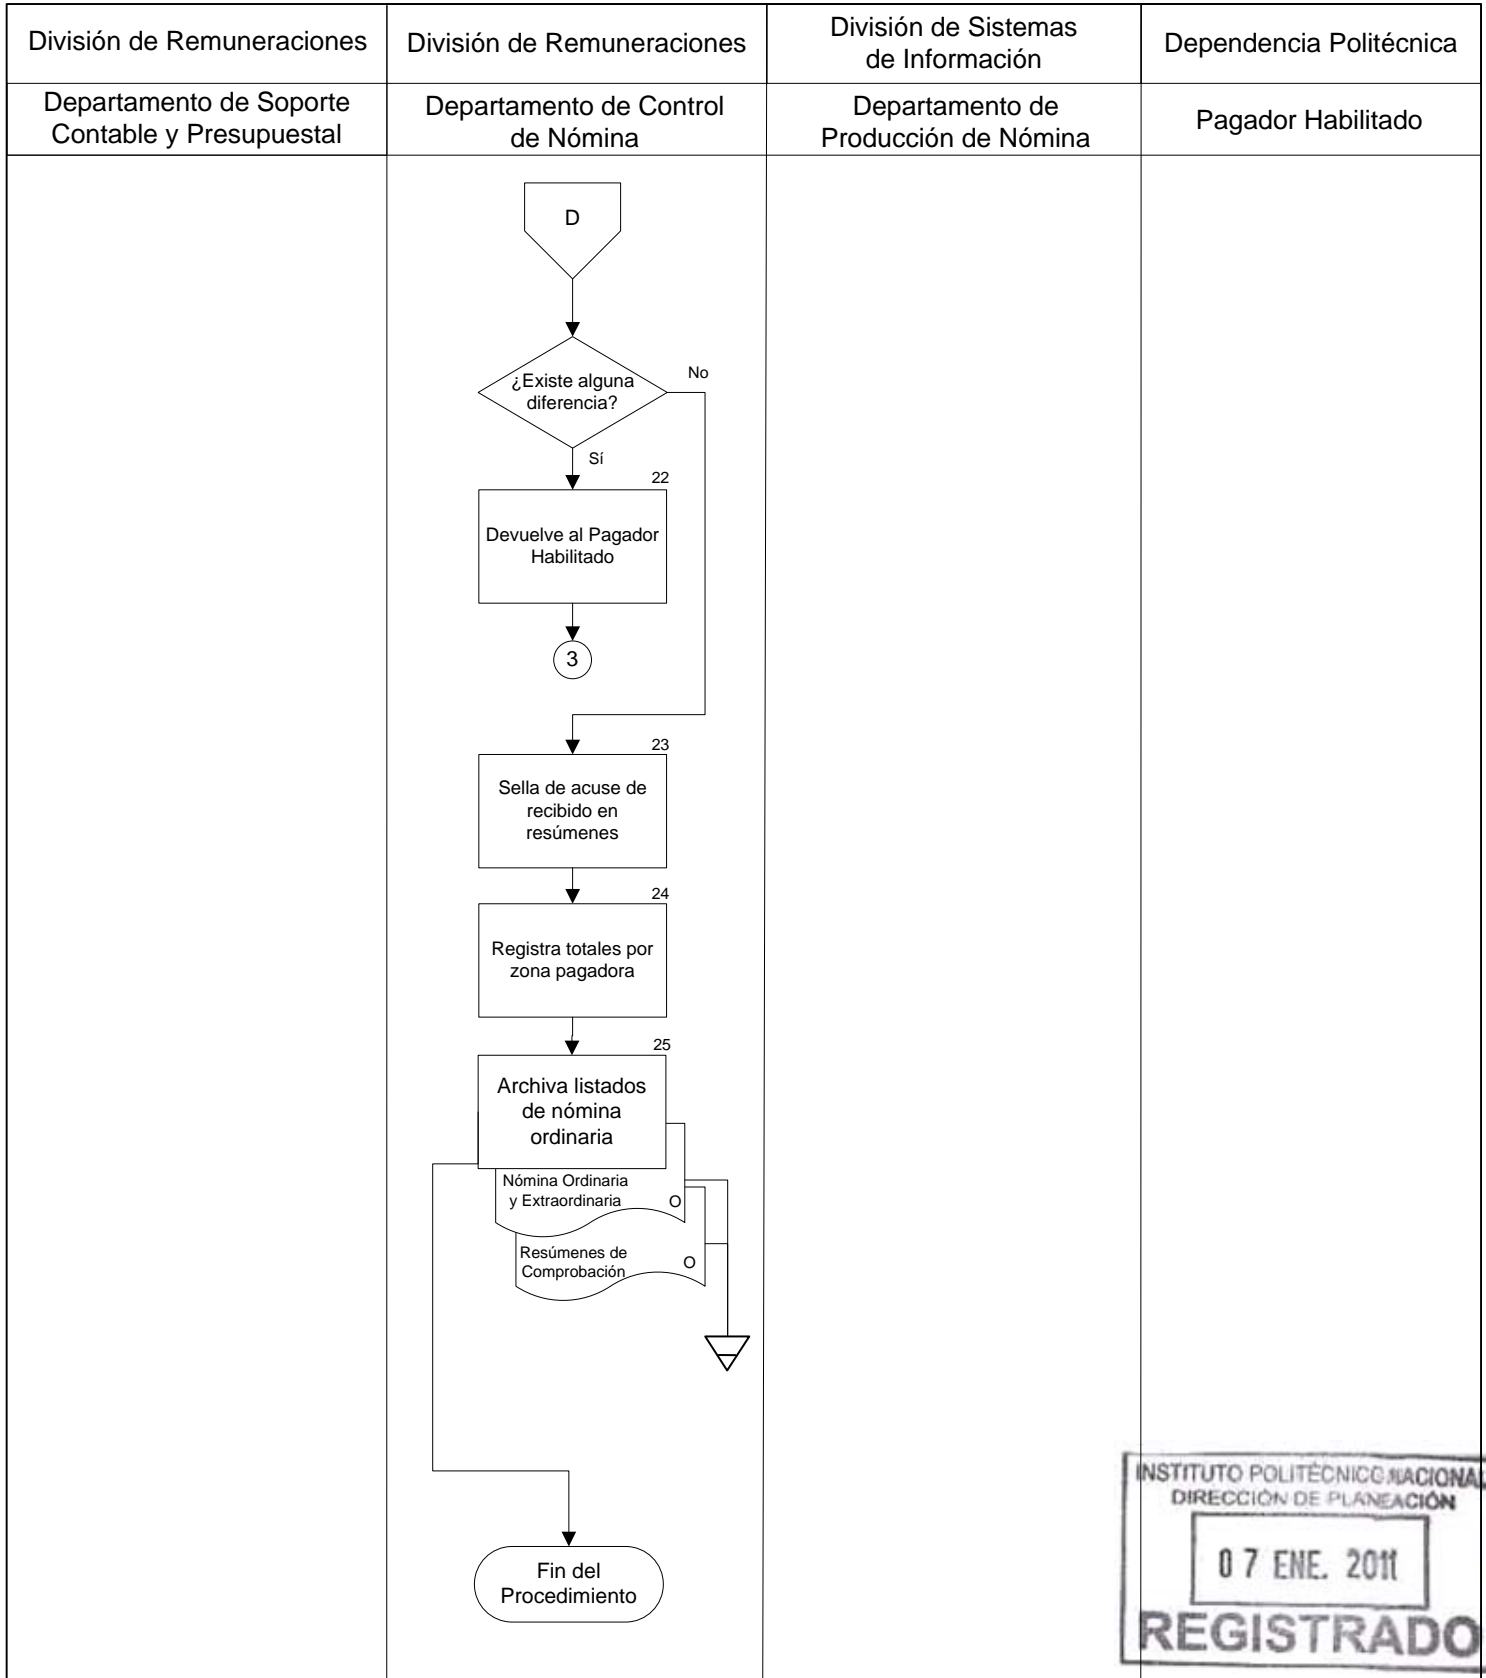 División de Remuneraciones
División de Remuneraciones
División de Sistemas
de Información
Dependencia Politécnica
Departamento de Soporte
Contable y Presupuestal
Departamento de Control
de Nómina
Departamento de
Producción de Nómina
Pagador Habilitado
D
¿Existe alguna
diferencia?
No
Sí
22
Devuelve al Pagador
Habilitado
3
23
Sella de acuse de
recibido en
resúmenes
24
Registra totales por
zona pagadora
25
Archiva listados
de nómina
ordinaria
Nómina Ordinaria
y Extraordinaria
O
Resúmenes de
Comprobación
O
Fin del
Procedimiento
INSTITUTO POLITÉCNICO NACIONAL
DIRECCIÓN DE PLANEACIÓN
07 ENE. 2011
REGISTRADO